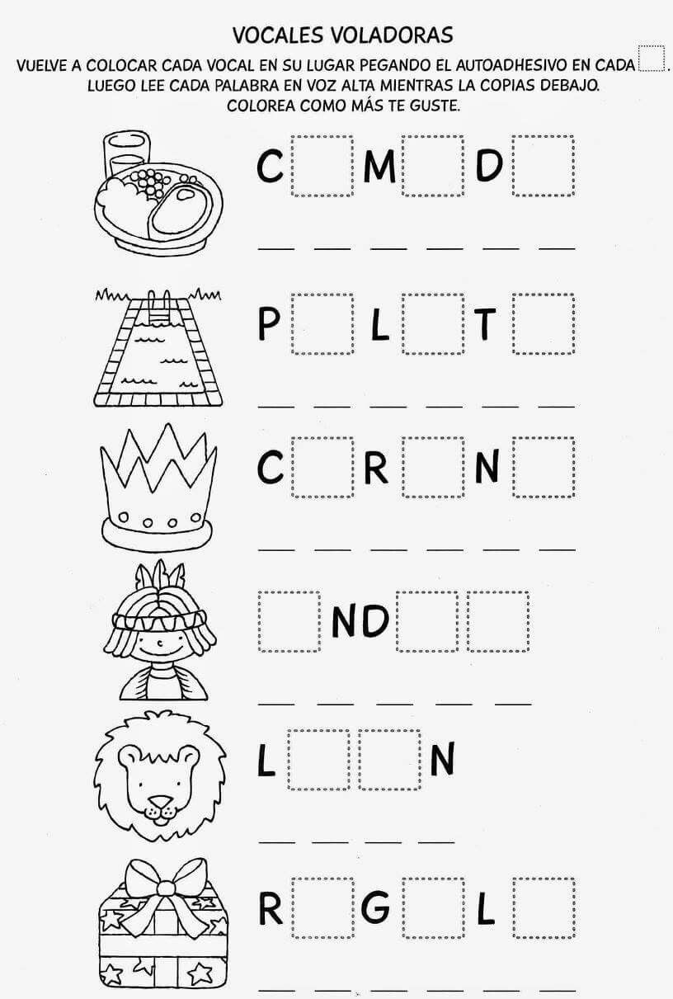 VOCALES VOLADORAS
VUELVE A COLOCAR CADA VOCAL EN SU LUGAR PEGANDO EL AUTOADHESIVO EN CADA .
LUEGO LEE CADA PALABRA EN VOZ ALTA MIENTRAS LA COPIAS DEBAJO.
COLOREA COMO MÁS TE GUSTE.
C M D
P L T
C R N
ND
L N
R G L